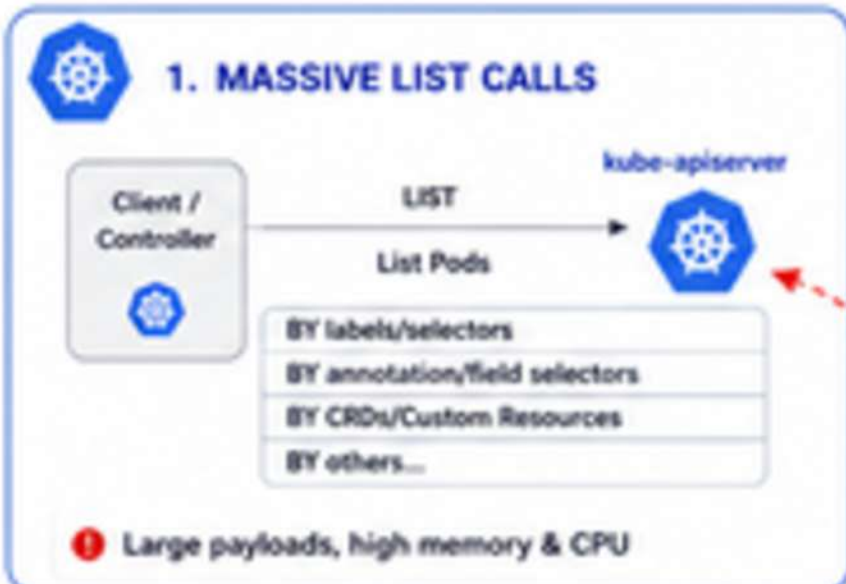 1. MASSIVE LIST CALLS
kube-apiserver
Client /
Controller
LIST
List Pods
BY labels/selectors
BY annotation/field selectors
BY CRDs/Custom Resources
BY others...
! Large payloads, high memory & CPU